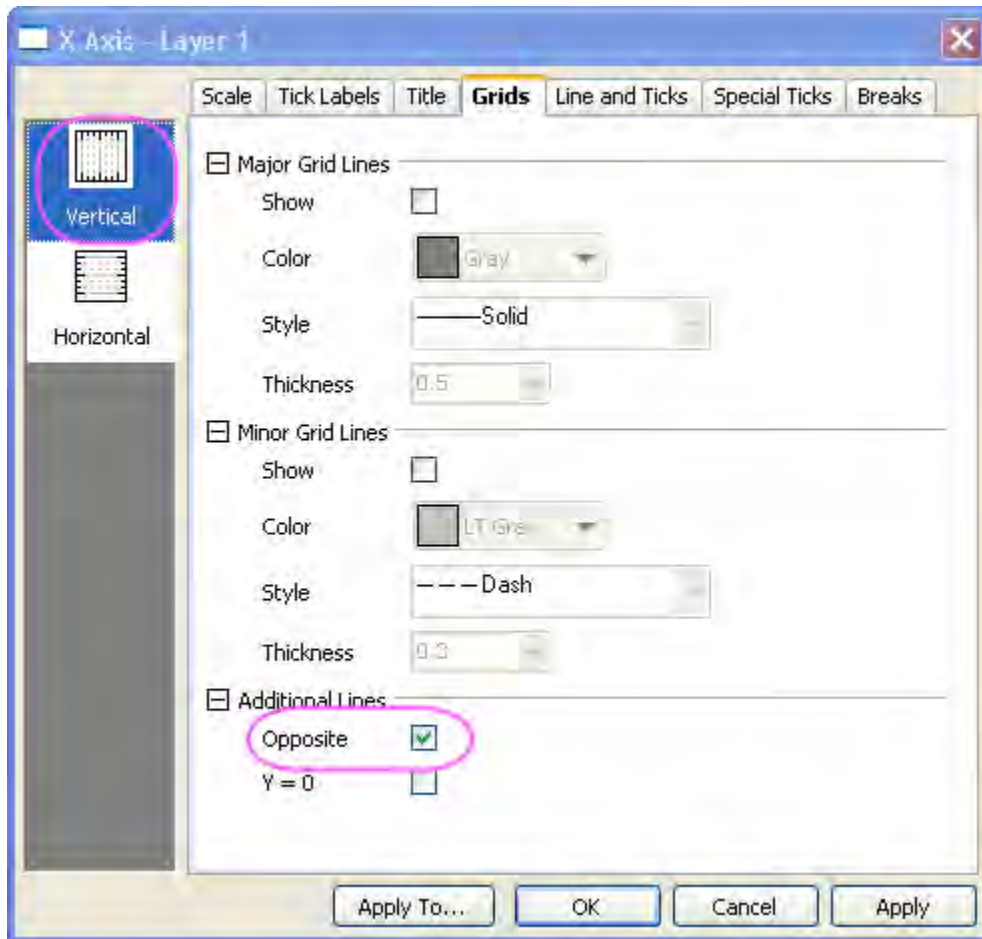 X Axis - Layer 1
Scale Tick Labels Title Grids Line and Ticks Special Ticks Breaks
Vertical
Horizontal
Major Grid Lines
Show
Color Gray
Style Solid
Thickness 0.5
Minor Grid Lines
Show
Color LT Gra
Style Dash
Thickness 0.3
Additional Lines
Opposite
Y = 0
Apply To... OK Cancel Apply